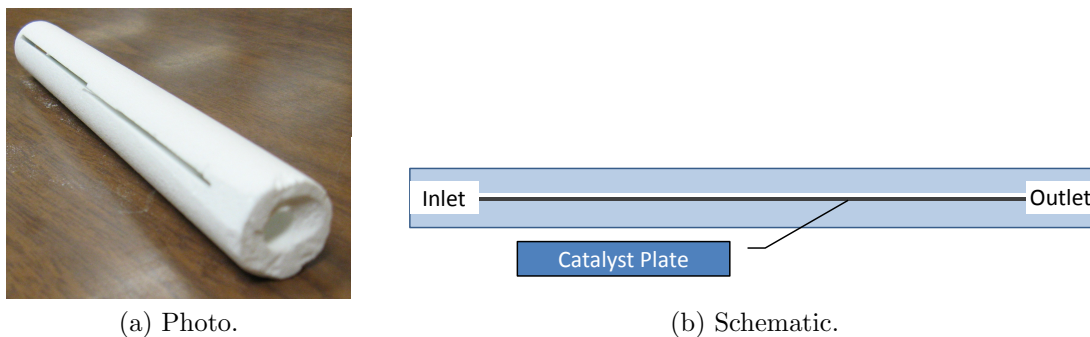 Inlet
Outlet
Catalyst Plate
(a) Photo.
(b) Schematic.